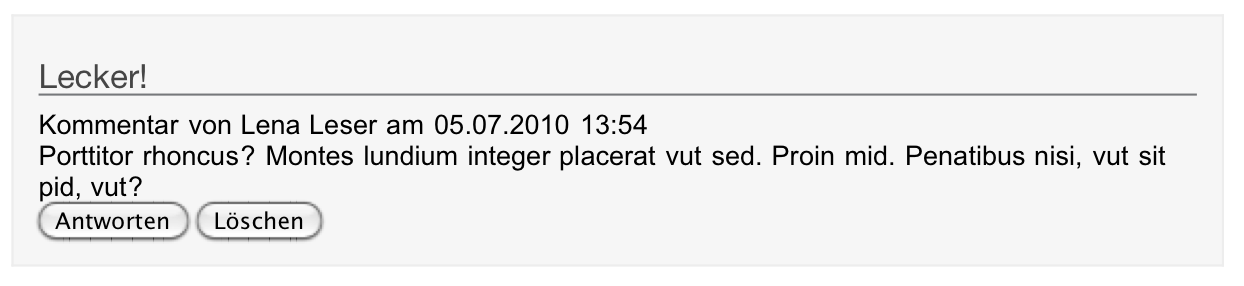 Lecker!
Kommentar von Lena Leser am 05.07.2010 13:54
Porttitor rhoncus? Montes lundium integer placerat vut sed. Proin mid. Penatibus nisi, vut sit
pid, vut?
Antworten Löschen